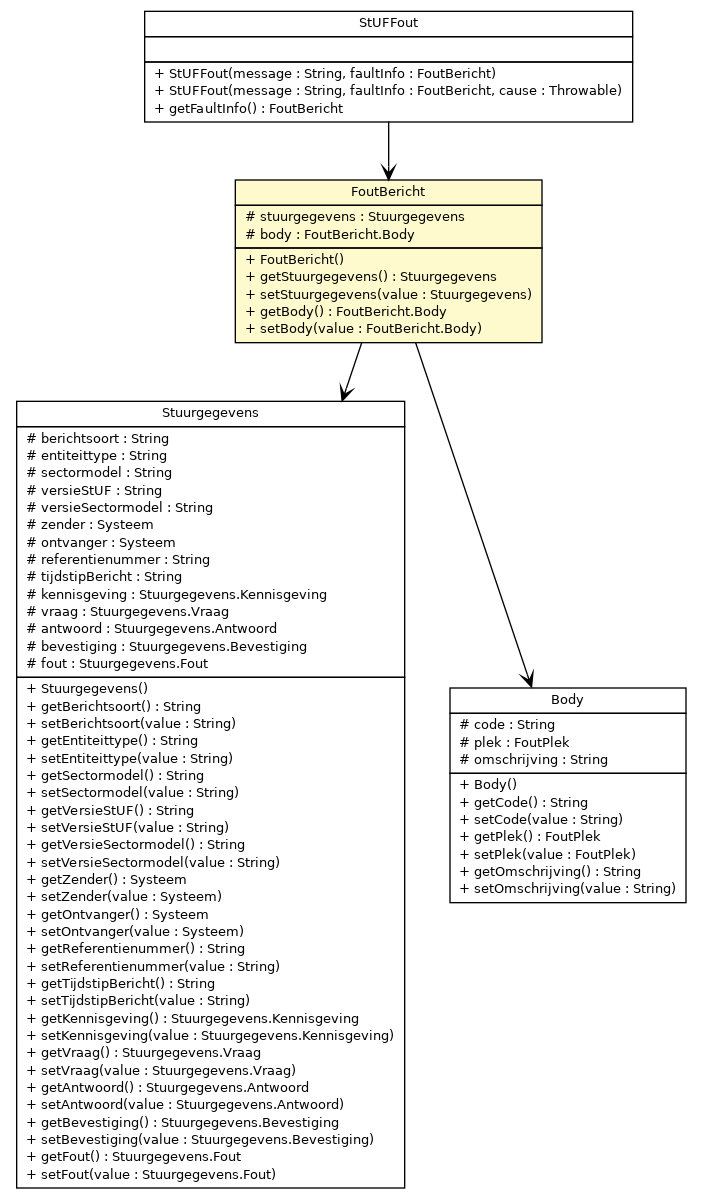 StUFFout
+ StUFFout(message : String, faultInfo : FoutBericht)
+ StUFFout(message : String, faultInfo : FoutBericht, cause : Throwable)
+ getFaultInfo() : FoutBericht
FoutBericht
# stuurgegevens : Stuurgegevens
# body : FoutBericht.Body
+ FoutBericht()
+ getStuurgegevens() : Stuurgegevens
+ setStuurgegevens(value : Stuurgegevens)
+ getBody() : FoutBericht.Body
+ setBody(value : FoutBericht.Body)
Stuurgegevens
# berichtsoort : String
# entiteittype : String
# sectormodel : String
# versieStUF : String
# versieSectormodel : String
# zender : Systeem
# ontvanger : Systeem
# referentienummer : String
# tijdstipBericht : String
# kennisgeving : Stuurgegevens.Kennisgeving
# vraag : Stuurgegevens.Vraag
# antwoord : Stuurgegevens.Antwoord
# bevestiging : Stuurgegevens.Bevestiging
# fout : Stuurgegevens.Fout
+ Stuurgegevens()
+ getBerichtsoort() : String
+ setBerichtsoort(value : String)
+ getEntiteittype() : String
+ setEntiteittype(value : String)
+ getSectormodel() : String
+ setSectormodel(value : String)
+ getVersieStUF() : String
+ setVersieStUF(value : String)
+ getVersieSectormodel() : String
+ setVersieSectormodel(value : String)
+ getZender() : Systeem
+ setZender(value : Systeem)
+ getOntvanger() : Systeem
+ setOntvanger(value : Systeem)
+ getReferentienummer() : String
+ setReferentienummer(value : String)
+ getTijdstipBericht() : String
+ setTijdstipBericht(value : String)
+ getKennisgeving() : Stuurgegevens.Kennisgeving
+ setKennisgeving(value : Stuurgegevens.Kennisgeving)
+ getVraag() : Stuurgegevens.Vraag
+ setVraag(value : Stuurgegevens.Vraag)
+ getAntwoord() : Stuurgegevens.Antwoord
+ setAntwoord(value : Stuurgegevens.Antwoord)
+ getBevestiging() : Stuurgegevens.Bevestiging
+ setBevestiging(value : Stuurgegevens.Bevestiging)
+ getFout() : Stuurgegevens.Fout
+ setFout(value : Stuurgegevens.Fout)
Body
# code : String
# plek : FoutPlek
# omschrijving : String
+ Body()
+ getCode() : String
+ setCode(value : String)
+ getPlek() : FoutPlek
+ setPlek(value : FoutPlek)
+ getOmschrijving() : String
+ setOmschrijving(value : String)